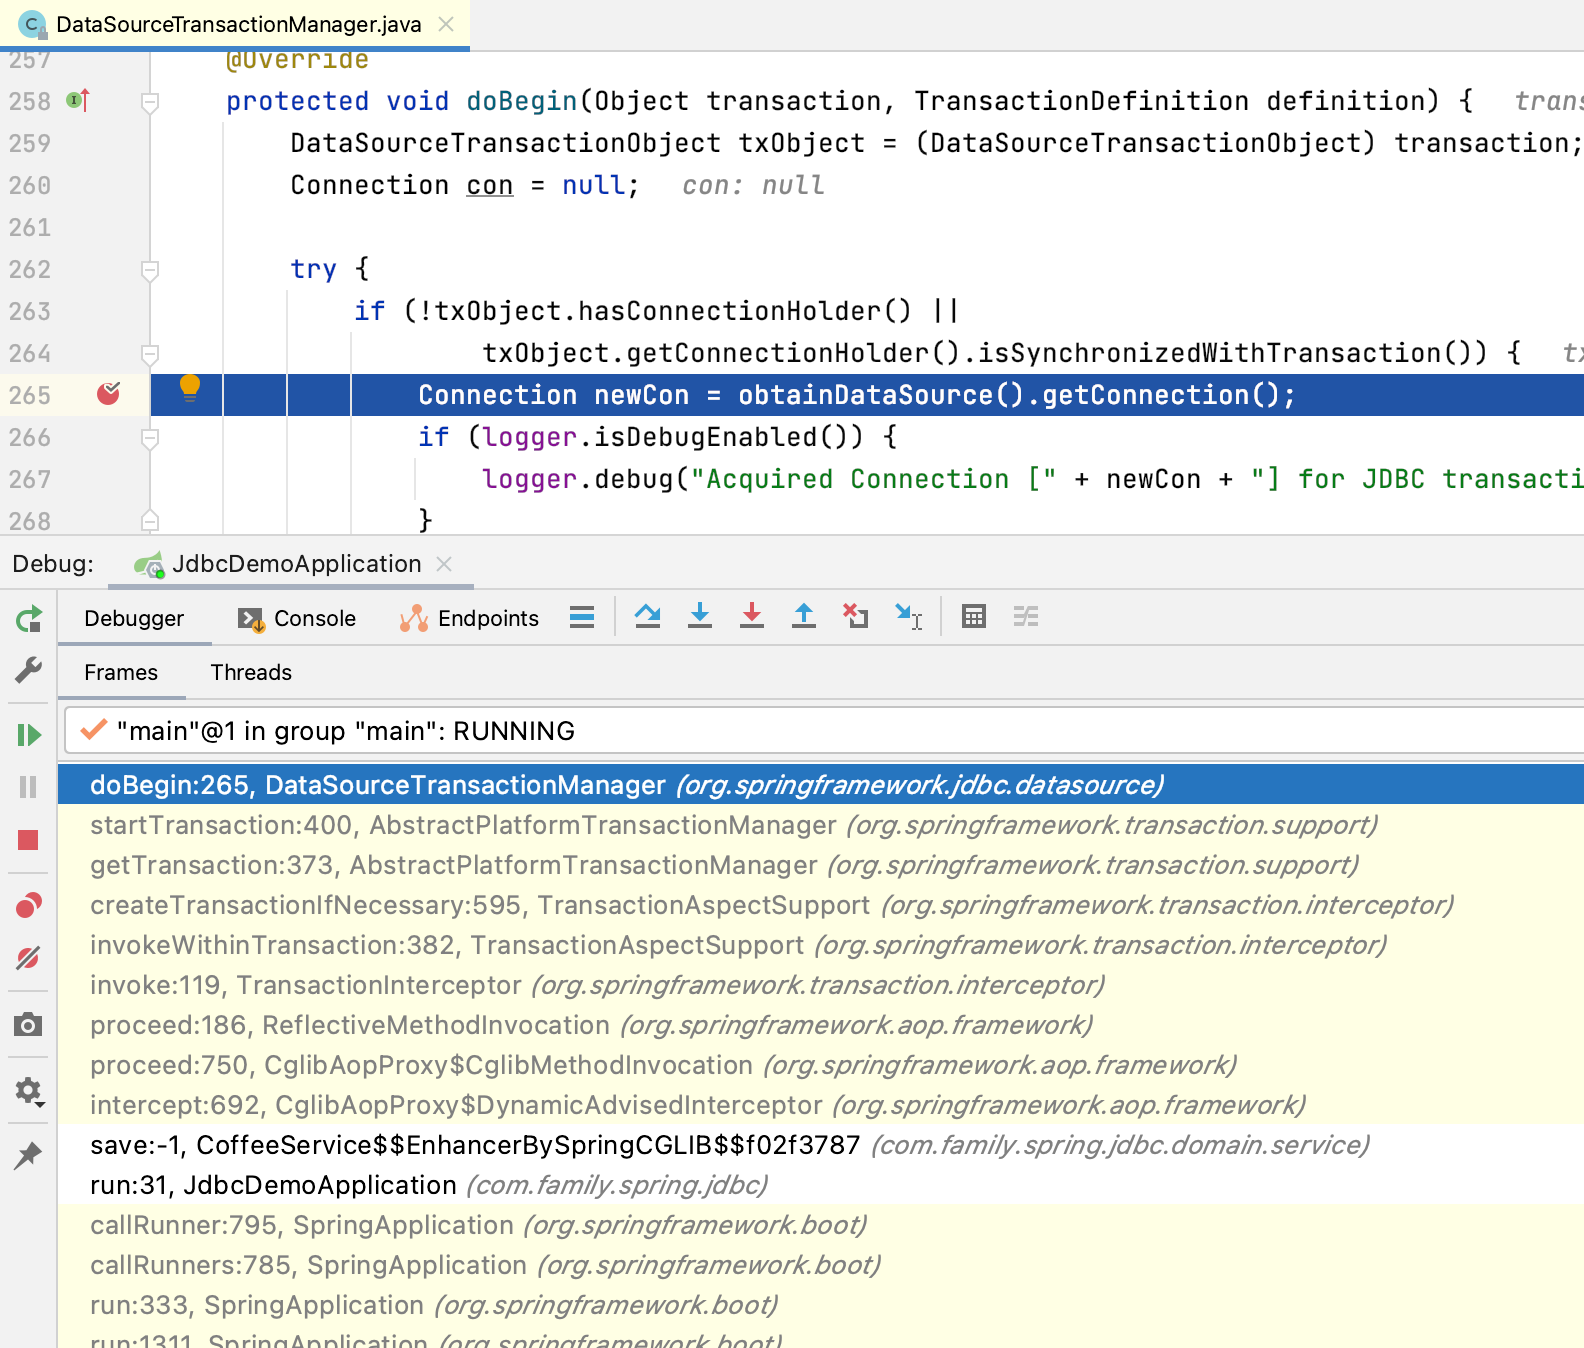 DataSourceTransactionManager.java
257 @Override
258 protected void doBegin(Object transaction, TransactionDefinition definition) { trans
259 DataSourceTransactionObject txObject = (DataSourceTransactionObject) transaction;
260 Connection con = null; con: null
261
262 try {
263 if (!txObject.hasConnectionHolder() ||
264 txObject.getConnectionHolder().isSynchronizedWithTransaction()) { tx
265 Connection newCon = obtainDataSource().getConnection();
266 if (logger.isDebugEnabled()) {
267 logger.debug("Acquired Connection [" + newCon + "] for JDBC transacti
268 }
Debug: JdbcDemoApplication
Debugger Console Endpoints
Frames Threads
"main"@1 in group "main": RUNNING
doBegin:265, DataSourceTransactionManager (org.springframework.jdbc.datasource)
startTransaction:400, AbstractPlatformTransactionManager (org.springframework.transaction.support)
getTransaction:373, AbstractPlatformTransactionManager (org.springframework.transaction.support)
createTransactionIfNecessary:595, TransactionAspectSupport (org.springframework.transaction.interceptor)
invokeWithinTransaction:382, TransactionAspectSupport (org.springframework.transaction.interceptor)
invoke:119, TransactionInterceptor (org.springframework.transaction.interceptor)
proceed:186, ReflectiveMethodInvocation (org.springframework.aop.framework)
proceed:750, CglibAopProxy$CglibMethodInvocation (org.springframework.aop.framework)
intercept:692, CglibAopProxy$DynamicAdvisedInterceptor (org.springframework.aop.framework)
save:-1, CoffeeService$$EnhancerBySpringCGLIB$$f02f3787 (com.family.spring.jdbc.domain.service)
run:31, JdbcDemoApplication (com.family.spring.jdbc)
callRunner:795, SpringApplication (org.springframework.boot)
callRunners:785, SpringApplication (org.springframework.boot)
run:333, SpringApplication (org.springframework.boot)
run:1311, SpringApplication (org.springframework.boot)